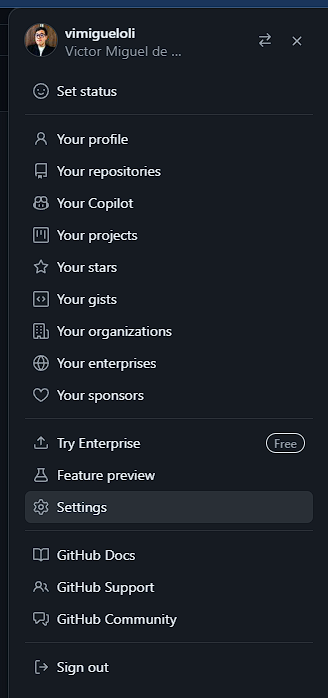 vimigueloli
Victor Miguel de ...
Set status
Your profile
Your repositories
Your Copilot
Your projects
Your stars
Your gists
Your organizations
Your enterprises
Your sponsors
Try Enterprise Free
Feature preview
Settings
GitHub Docs
GitHub Support
GitHub Community
Sign out